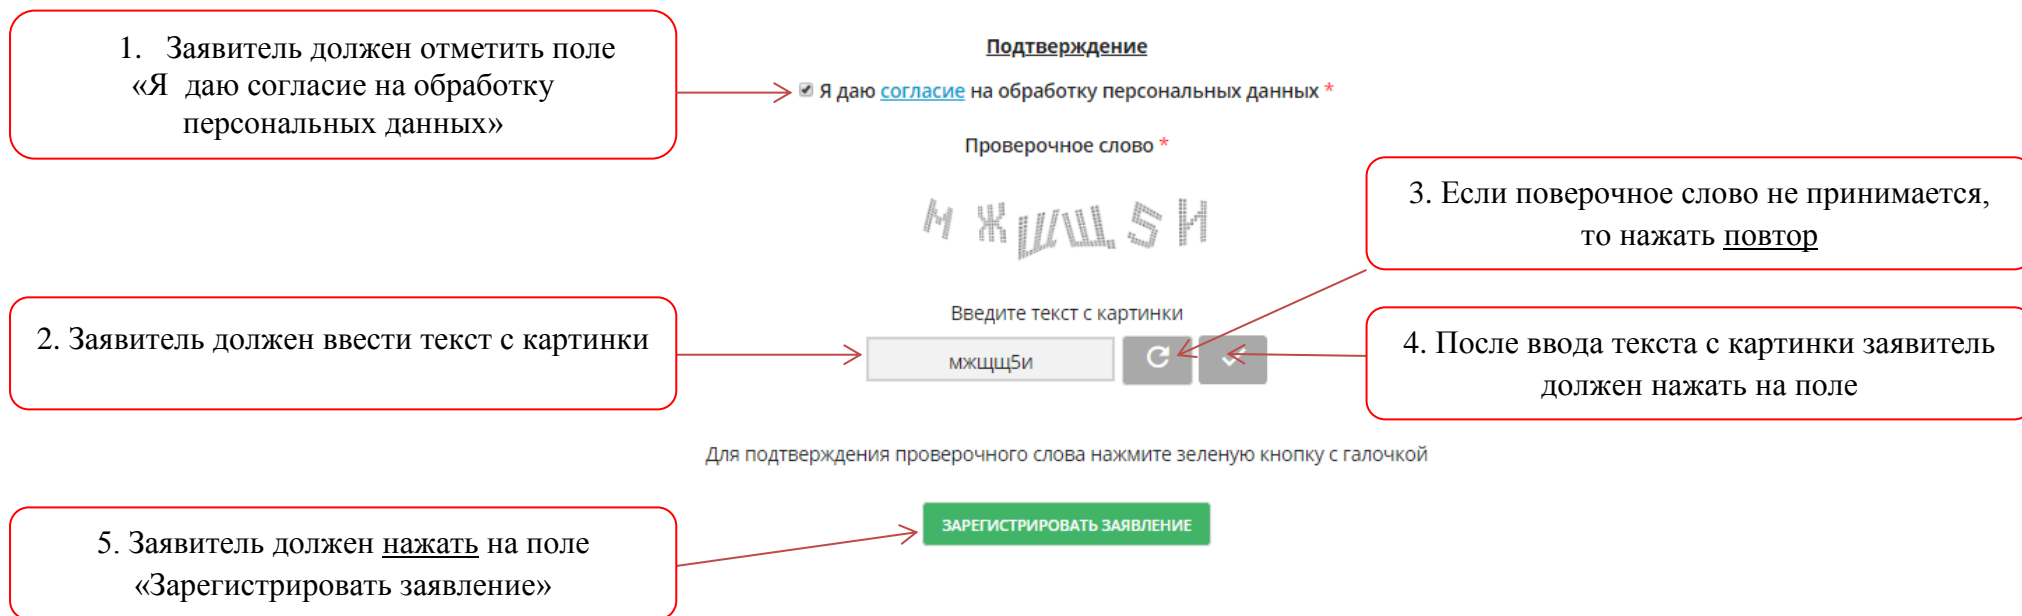 1. Заявитель должен отметить поле
«Я даю согласие на обработку
персональных данных»
Подтверждение
Я даю согласие на обработку персональных данных *
Проверочное слово *
М Ж Ш Щ 5 И
3. Если поверочное слово не принимается,
то нажать повтор
2. Заявитель должен ввести текст с картинки
Введите текст с картинки
мжщщ5и
4. После ввода текста с картинки заявитель
должен нажать на поле
Для подтверждения проверочного слова нажмите зеленую кнопку с галочкой
5. Заявитель должен нажать на поле
«Зарегистрировать заявление»
ЗАРЕГИСТРИРОВАТЬ ЗАЯВЛЕНИЕ